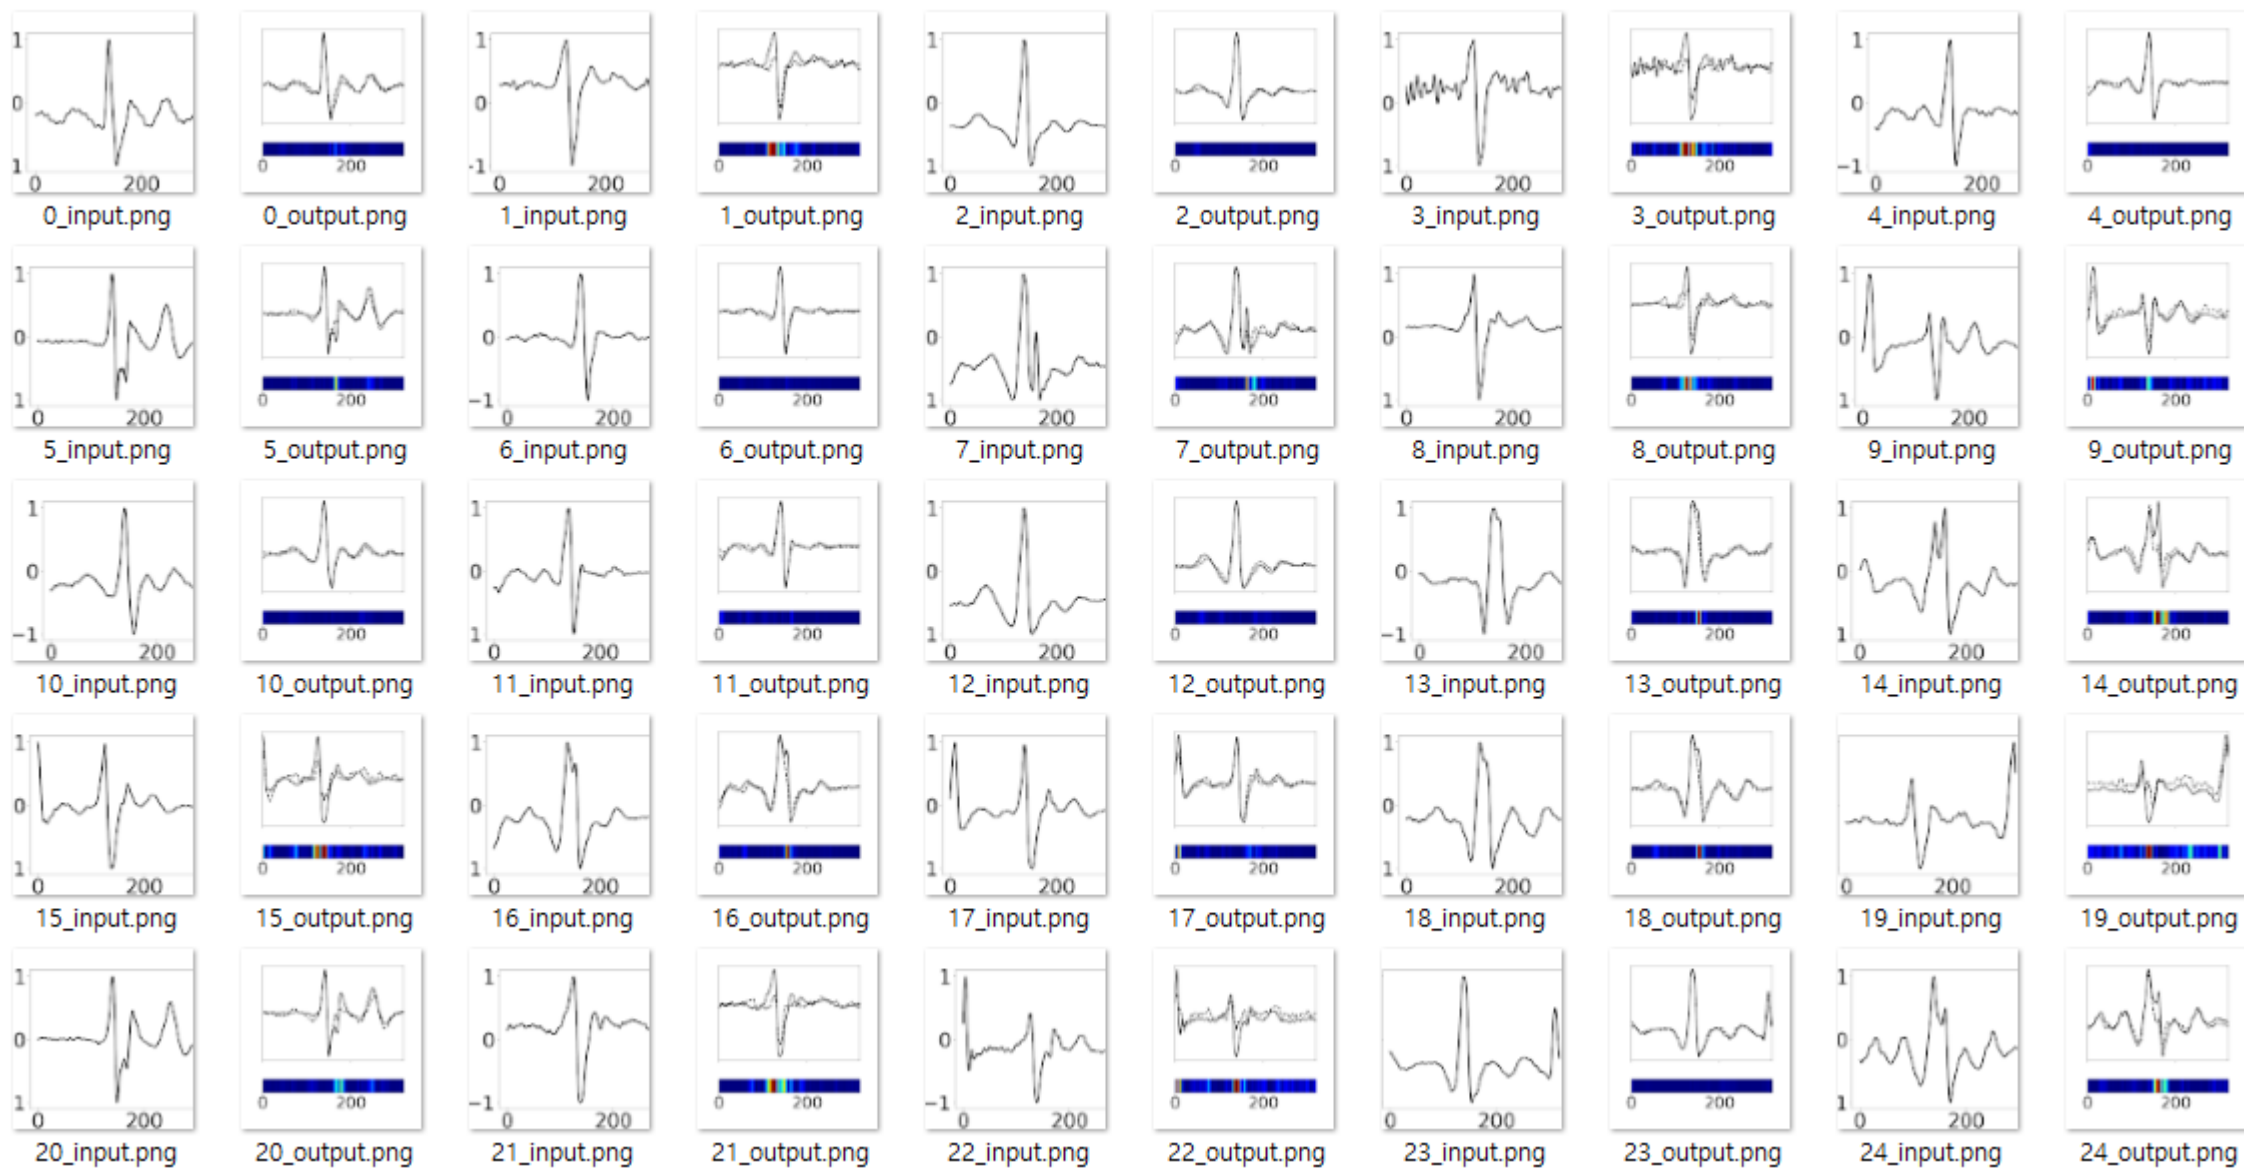 0_input.png 0_output.png 1_input.png 1_output.png 2_input.png 2_output.png 3_input.png 3_output.png 4_input.png 4_output.png
5_input.png 5_output.png 6_input.png 6_output.png 7_input.png 7_output.png 8_input.png 8_output.png 9_input.png 9_output.png
10_input.png 10_output.png 11_input.png 11_output.png 12_input.png 12_output.png 13_input.png 13_output.png 14_input.png 14_output.png
15_input.png 15_output.png 16_input.png 16_output.png 17_input.png 17_output.png 18_input.png 18_output.png 19_input.png 19_output.png
20_input.png 20_output.png 21_input.png 21_output.png 22_input.png 22_output.png 23_input.png 23_output.png 24_input.png 24_output.png